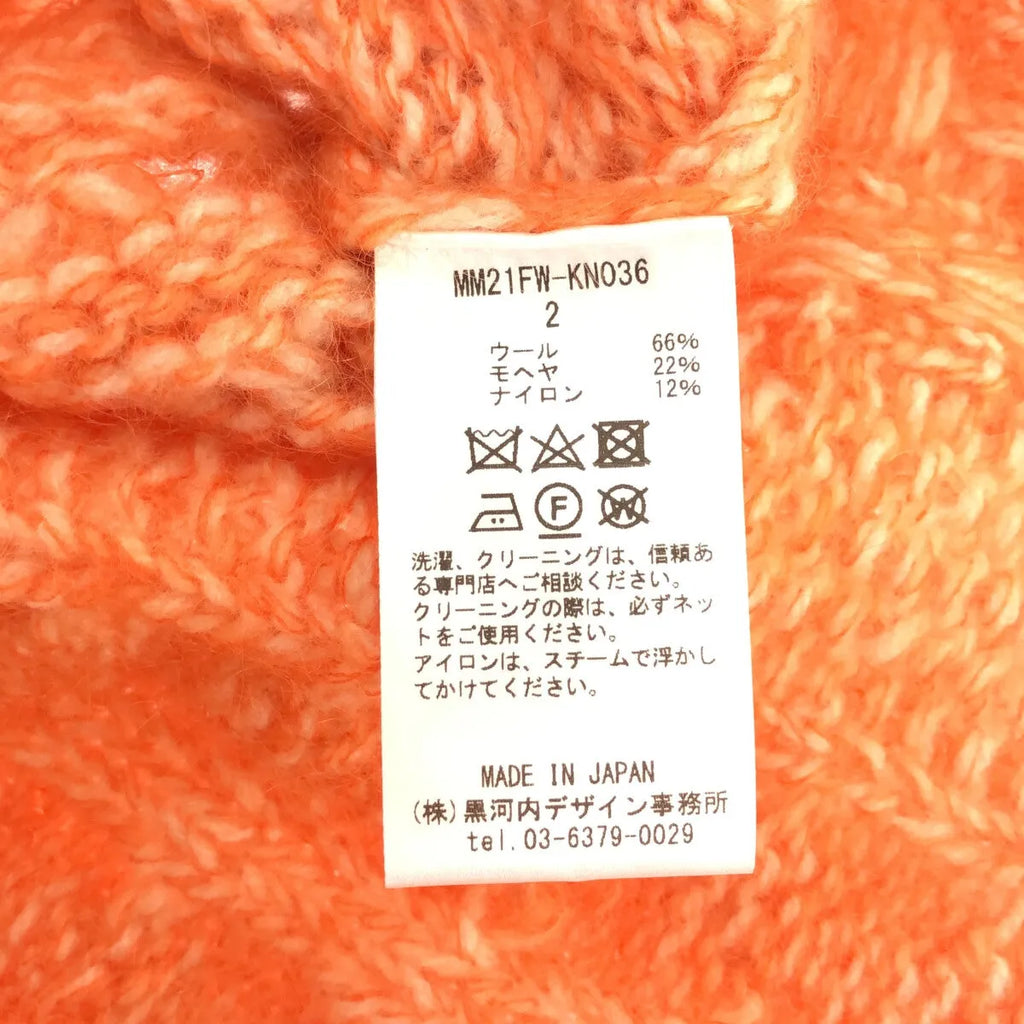 MM21FW-KN036
2
ウール 66%
モヘヤ 22%
ナイロン 12%
F
W
洗濯、クリーニングは、信頼あ
る専門店へご相談ください。
クリーニングの際は、必ずネッ
トをご使用ください。
アイロンは、スチームで浮かし
てかけてください。
MADE IN JAPAN
(株)黒河内デザイン事務所
tel.03-6379-0029